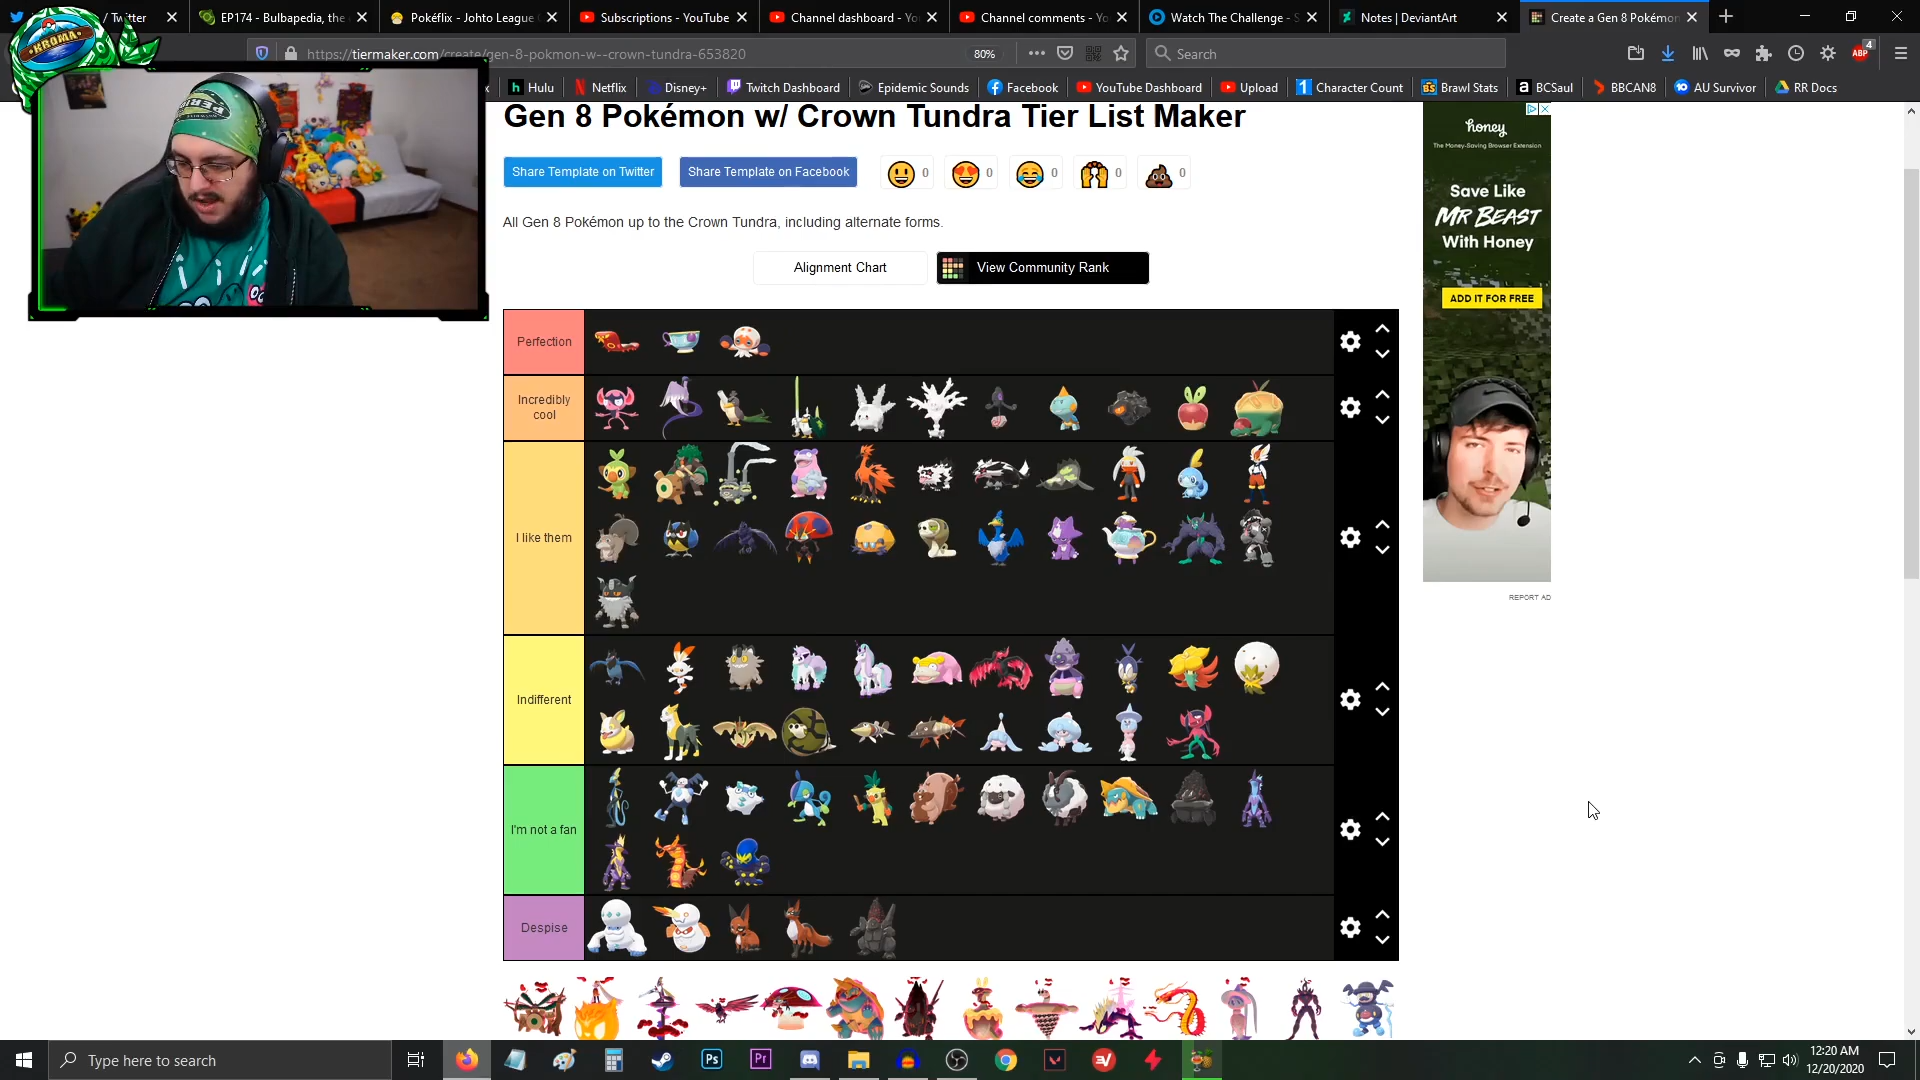 / Twitter
EP174 - Bulbapedia, the
Pokéflix - Johto League
Subscriptions - YouTube
Channel dashboard - Yo
Channel comments - Yo
Watch The Challenge - S
Notes | DeviantArt
Create a Gen 8 Pokémon
https://tiermaker.com/create/gen-8-pokmon-w--crown-tundra-653820
80%
Search
ABP
4
KROMA
Hulu
Netflix
Disney+
Twitch Dashboard
Epidemic Sounds
Facebook
YouTube Dashboard
Upload
Character Count
Brawl Stats
BCSaul
BBCAN8
AU Survivor
RR Docs
Gen 8 Pokémon w/ Crown Tundra Tier List Maker
Share Template on Twitter
Share Template on Facebook
0
0
0
0
0
All Gen 8 Pokémon up to the Crown Tundra, including alternate forms.
Alignment Chart
View Community Rank
Perfection
Incredibly
cool
I like them
Indifferent
I'm not a fan
Despise
honey
The Money-Saving Browser Extension
Save Like
MR BEAST
With Honey
ADD IT FOR FREE
REPORT AD
Type here to search
Ps
Pr
12:20 AM
12/20/2020